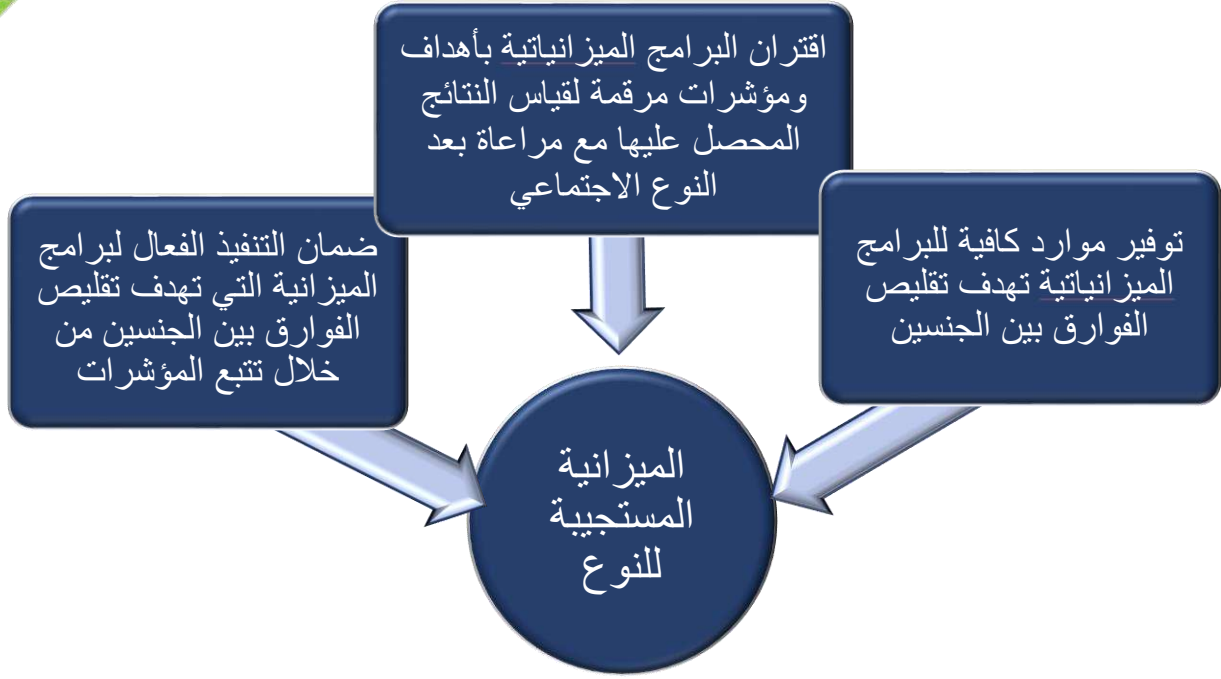 اقتران البرامج الميزانياتية بأهداف
ومؤشرات مرقمة لقياس النتائج
المحصل عليها مع مراعاة بعد
النوع الاجتماعي
توفير موارد كافية للبرامج
الميزانياتية تهدف تقليص
الفوارق بين الجنسين
ضمان التنفيذ الفعال لبرامج
الميزانية التي تهدف تقليص
الفوارق بين الجنسين من
خلال تتبع المؤشرات
الميزانية
المستجيبة
للنوع